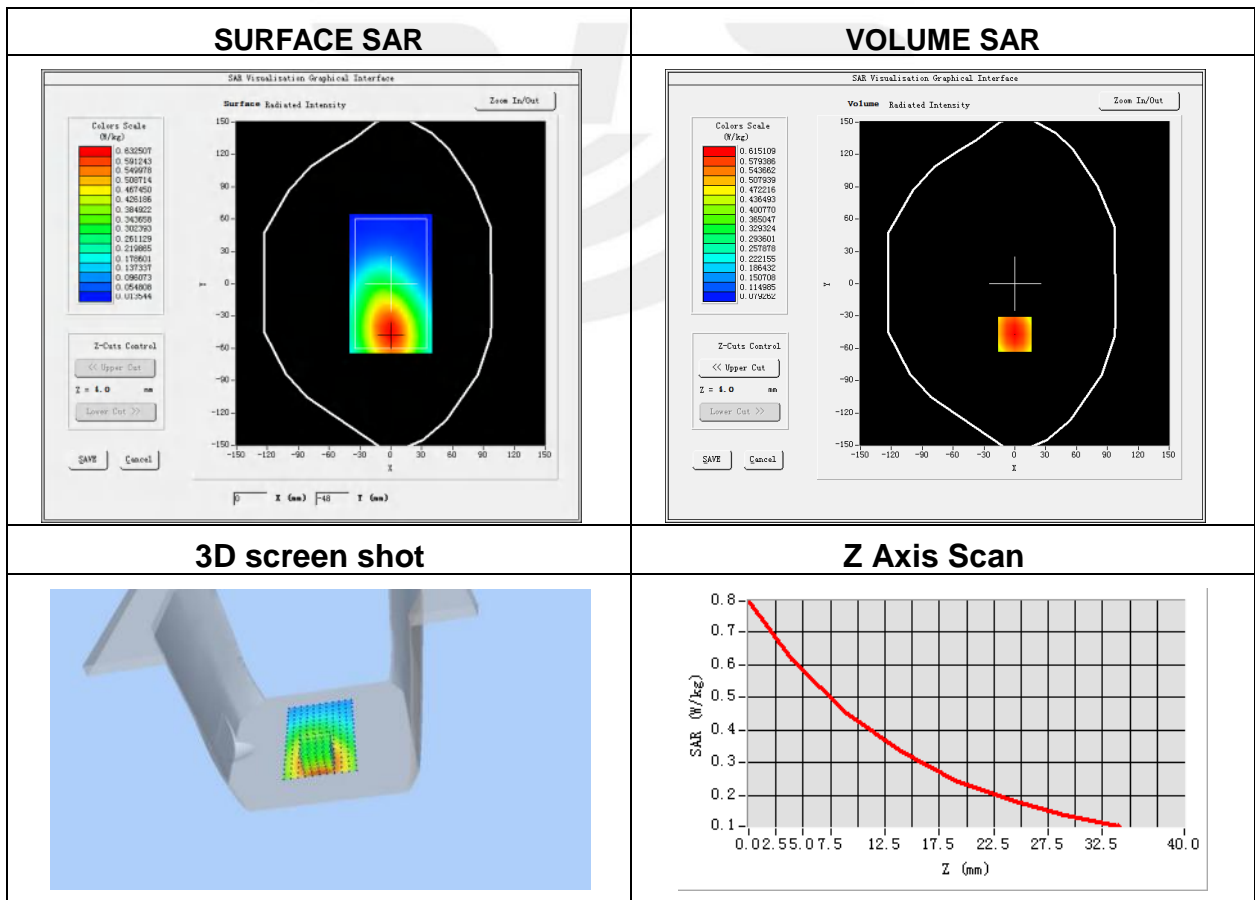 SURFACE SAR
SAR Visualisation Graphical Interface
Surface Radiated Intensity
Zoom In/Out
Colors Scale
(W/kg)
0.632507
0.591243
0.549978
0.508714
0.467450
0.426186
0.384922
0.343658
0.302393
0.261129
0.219865
0.178601
0.137337
0.096073
0.054808
0.013544
150
120
90
60
30
0
-30
-60
-90
-120
-150
Y
-150 -120 -90 -60 -30 0 30 60 90 120 150
X
Z-Cuts Control
<< Upper Cut
Z = 4.0 mm
Lower Cut >>
SAVE Cancel
0 X (mm) -48 Y (mm)
VOLUME SAR
SAR Visualisation Graphical Interface
Volume Radiated Intensity
Zoom In/Out
Colors Scale
(W/kg)
0.615109
0.579386
0.543662
0.507939
0.472216
0.436493
0.400770
0.365047
0.329324
0.293601
0.257878
0.222155
0.186432
0.150708
0.114985
0.079262
150
120
90
60
30
0
-30
-60
-90
-120
-150
Y
-150 -120 -90 -60 -30 0 30 60 90 120 150
X
Z-Cuts Control
<< Upper Cut
Z = 4.0 mm
Lower Cut >>
SAVE Cancel
3D screen shot
Z Axis Scan
0.8
0.7
0.6
0.5
0.4
0.3
0.2
0.1
SAR (W/kg)
0.0 2.5 5.0 7.5 12.5 17.5 22.5 27.5 32.5 40.0
Z (mm)